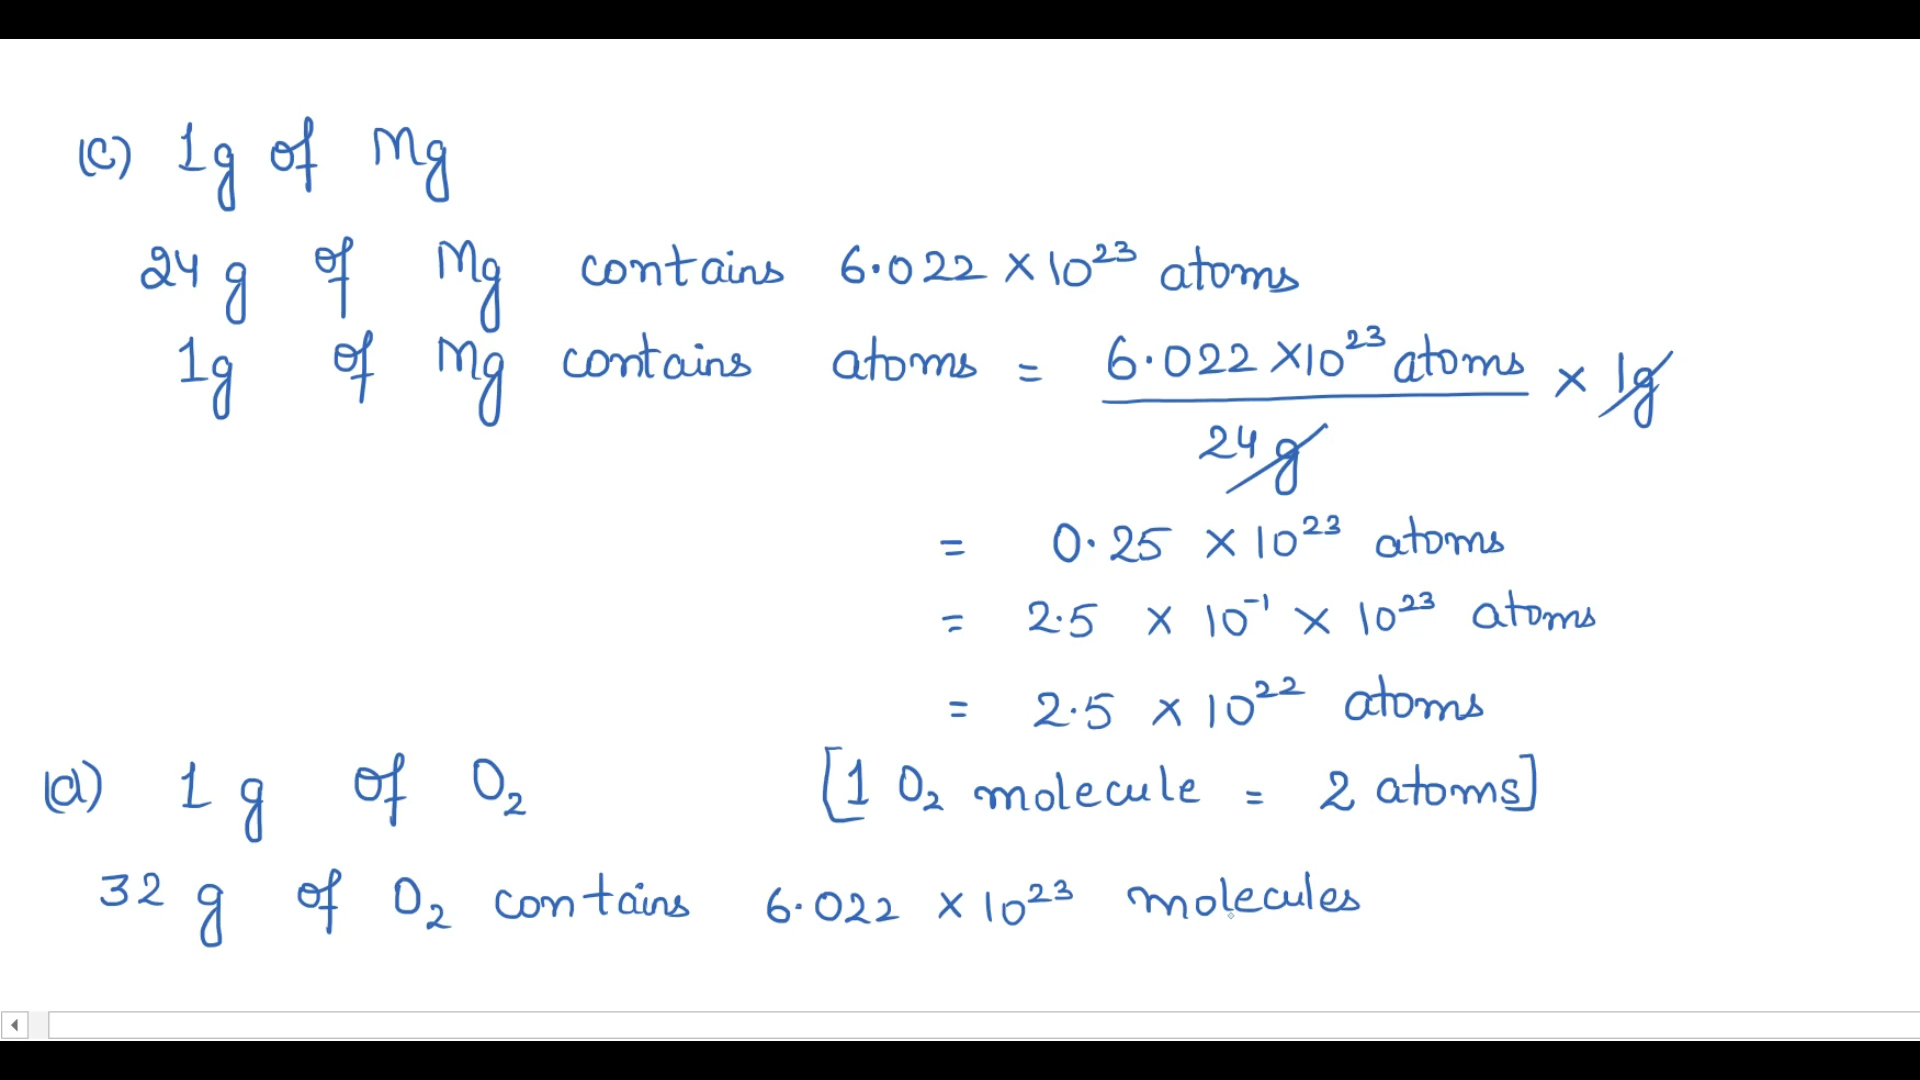 (c) 1g of Mg
24 g of Mg contains 6.022 × 10²³ atoms
1g of Mg contains atoms = 6.022 × 10²³ atoms × 1g
24 g
= 0.25 × 10²³ atoms
= 2.5 × 10⁻¹ × 10²³ atoms
= 2.5 × 10²² atoms
(d) 1 g of O₂ [1 O₂ molecule = 2 atoms]
32 g of O₂ contains 6.022 × 10²³ molecules